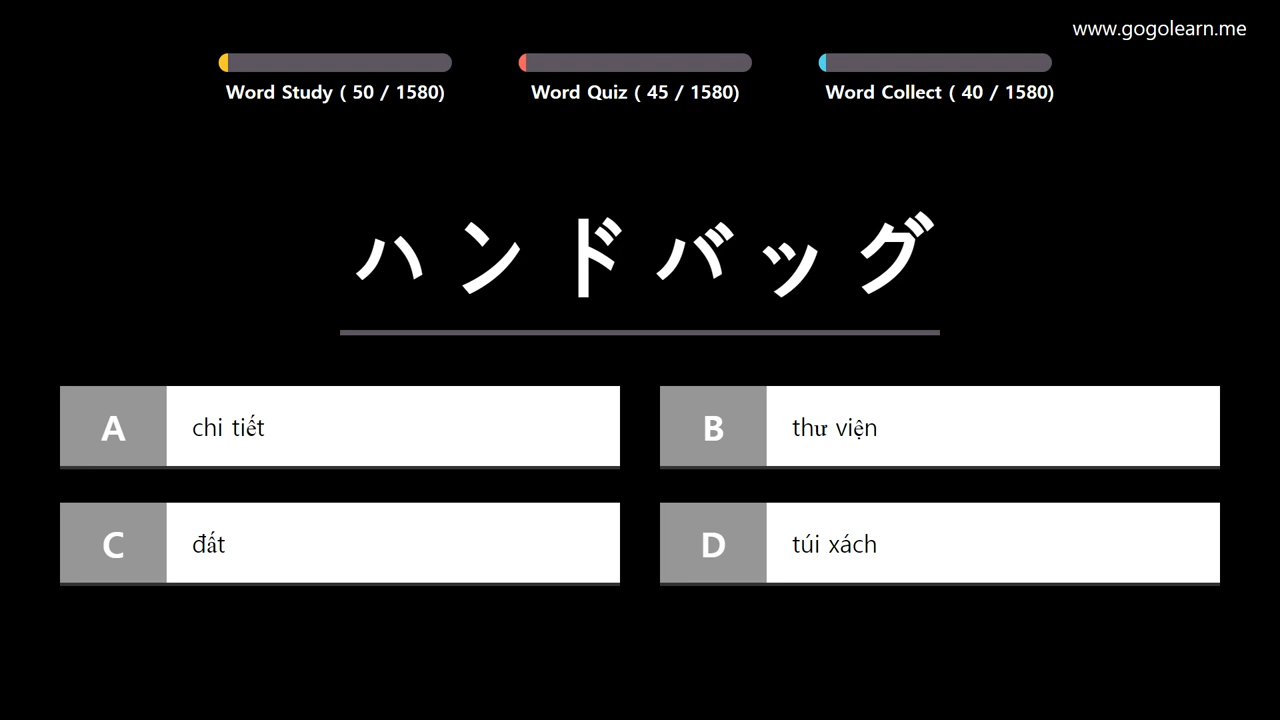 www.gogolearn.me
Word Study ( 50 / 1580)
Word Quiz ( 45 / 1580)
Word Collect ( 40 / 1580)
ハンドバッグ
A chi tiết
B thư viện
C đất
D túi xách